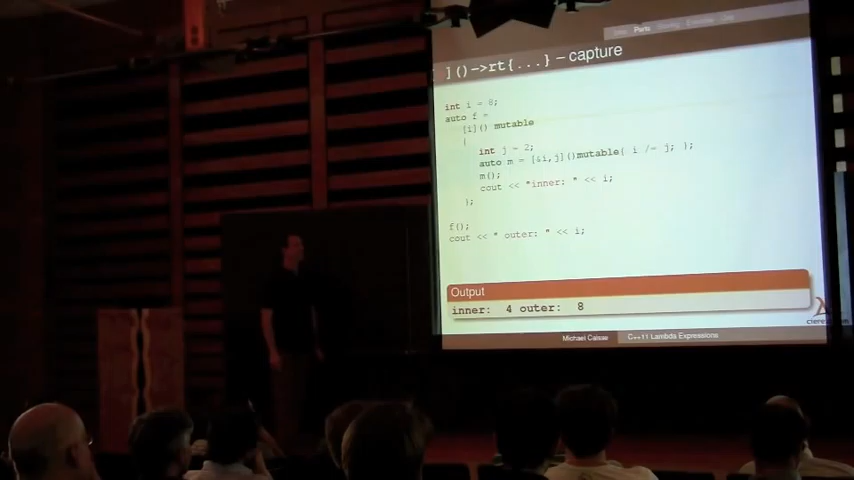 Parts
]()->rt{...} – capture
int i = 8;
auto f =
[i]() mutable
{
int j = 2;
auto m = [&i,j]()mutable{ i /= j; };
m();
cout << "inner: " << i;
};
f();
cout << " outer: " << i;
Output
inner: 4 outer: 8
Michael Caisse C++11 Lambda Expressions